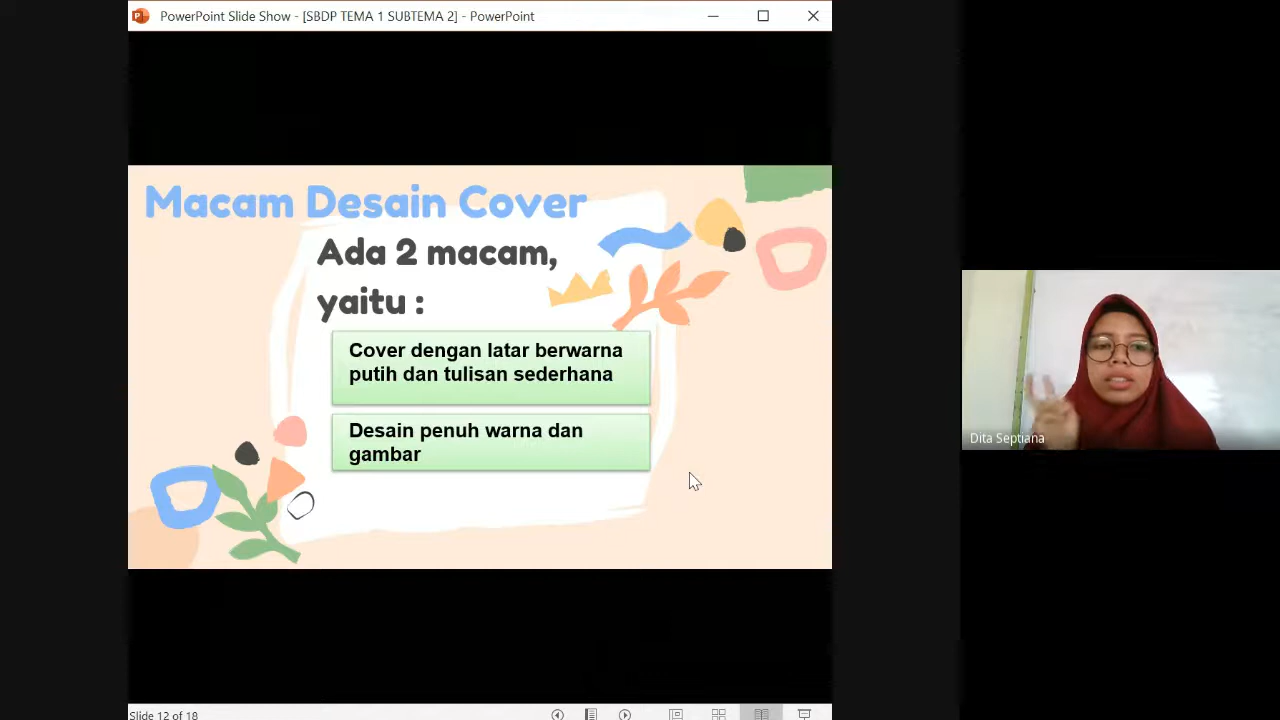 PowerPoint Slide Show - [SBDP TEMA 1 SUBTEMA 2] - PowerPoint
Macam Desain Cover
Ada 2 macam,
yaitu :
Cover dengan latar berwarna
putih dan tulisan sederhana
Desain penuh warna dan
gambar
Dita Septiana
Slide 12 of 18